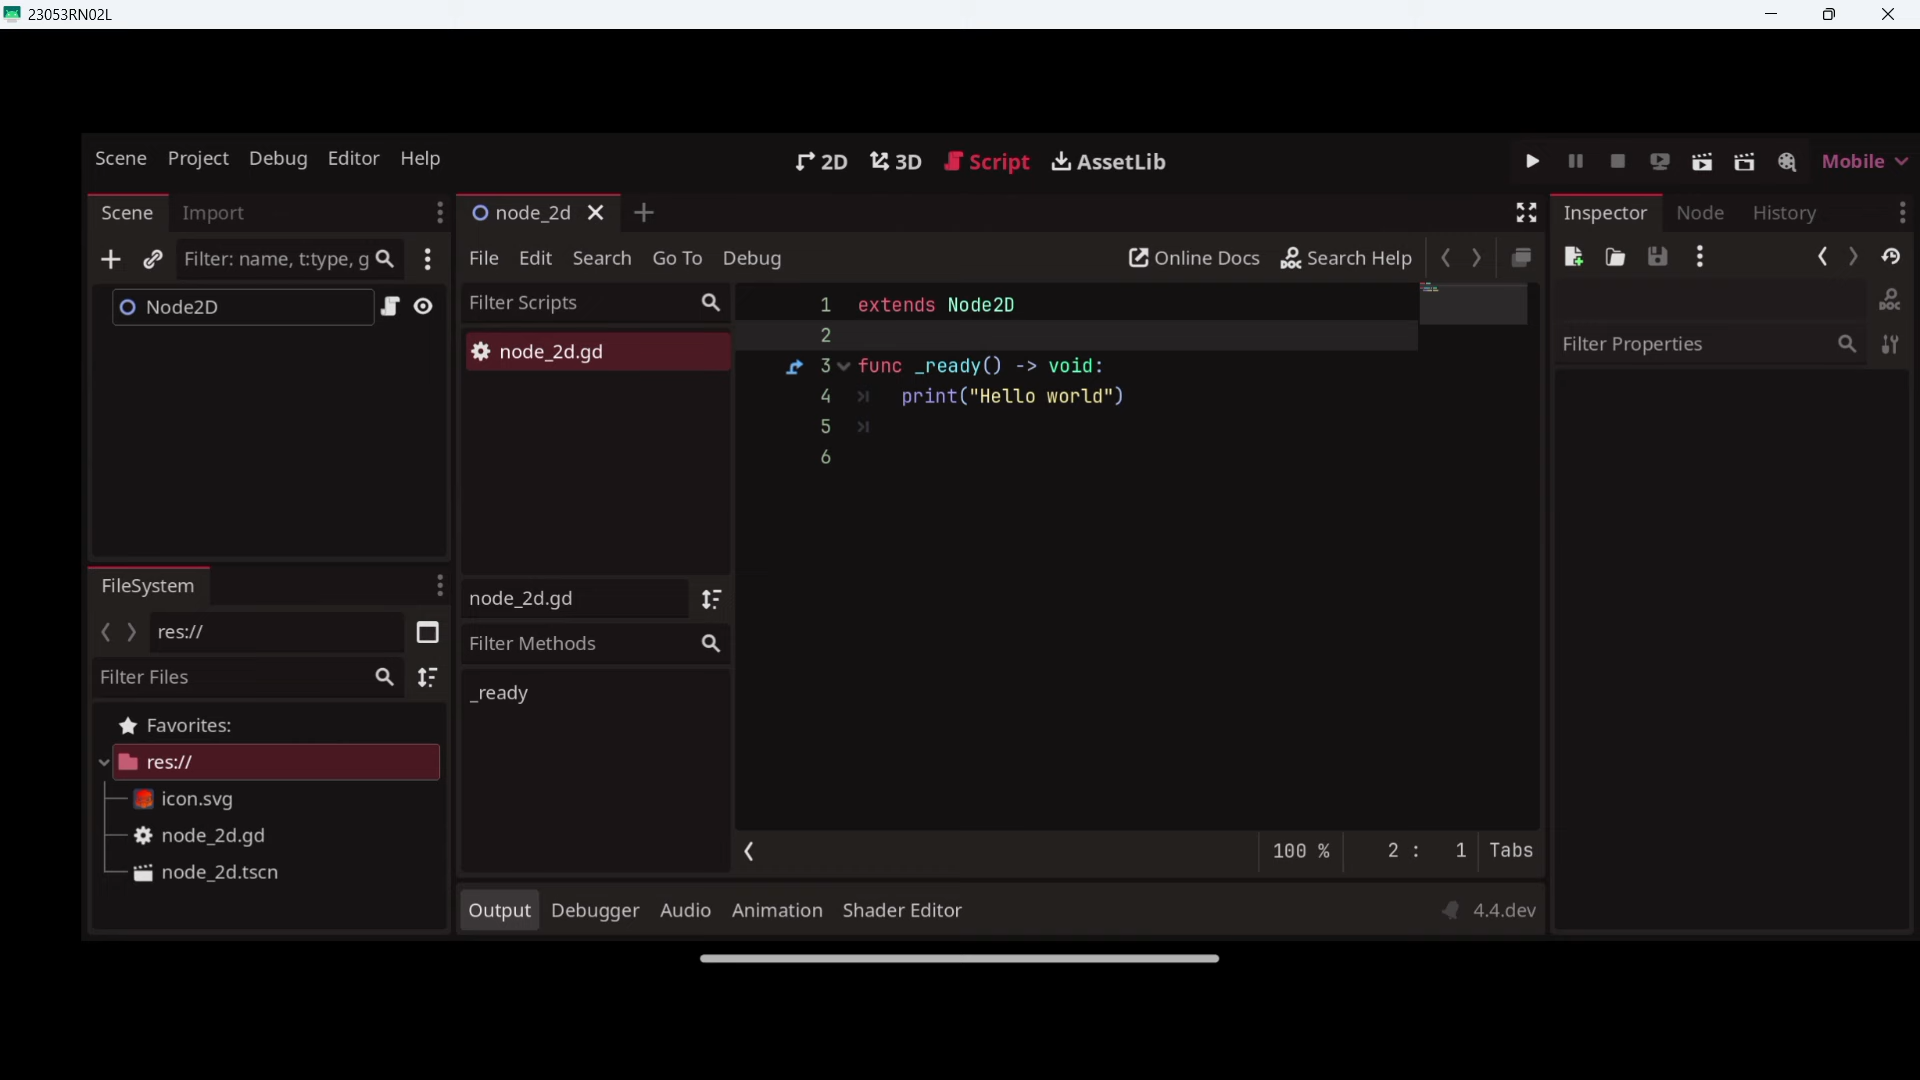 23053RN02L
Scene Project Debug Editor Help
2D 3D Script AssetLib
Mobile
Scene Import
Filter: name, t:type, g
Node2D
FileSystem
res://
Filter Files
Favorites:
res://
icon.svg
node_2d.gd
node_2d.tscn
node_2d
File Edit Search Go To Debug
Online Docs Search Help
Filter Scripts
node_2d.gd
node_2d.gd
Filter Methods
_ready
1 extends Node2D
2
3 func _ready() -> void:
4 print("Hello world")
5
6
100 % 2 : 1 Tabs
Output Debugger Audio Animation Shader Editor
4.4.dev
Inspector Node History
DOC
Filter Properties